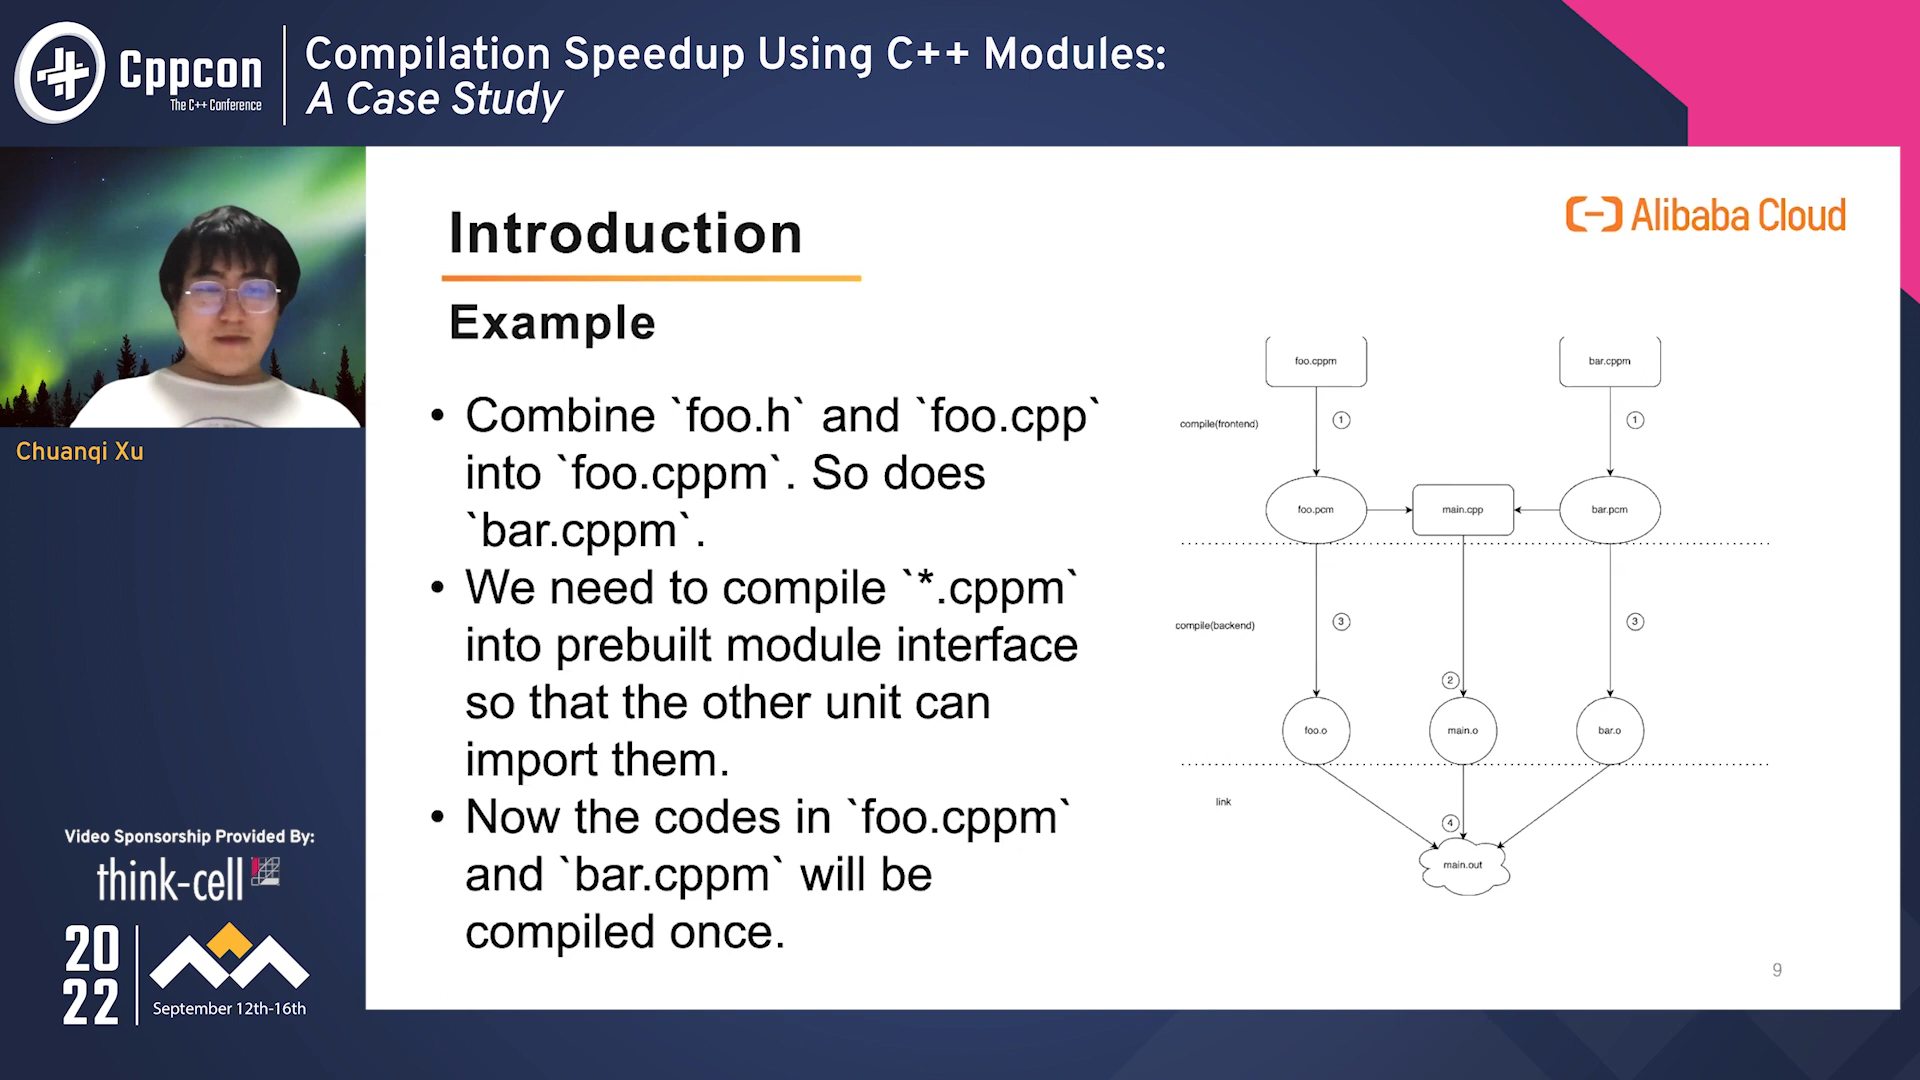 Cppcon
The C++ Conference
Compilation Speedup Using C++ Modules:
A Case Study
Chuanqi Xu
Video Sponsorship Provided By:
think-cell
20
22
September 12th-16th
Alibaba Cloud
Introduction
Example
• Combine `foo.h` and `foo.cpp`
into `foo.cppm`. So does
`bar.cppm`.
• We need to compile `*.cppm`
into prebuilt module interface
so that the other unit can
import them.
• Now the codes in `foo.cppm`
and `bar.cppm` will be
compiled once.
foo.cppm
bar.cppm
compile(frontend)
1
1
foo.pcm
main.cpp
bar.pcm
compile(backend)
3
3
2
foo.o
main.o
bar.o
link
4
main.out
9